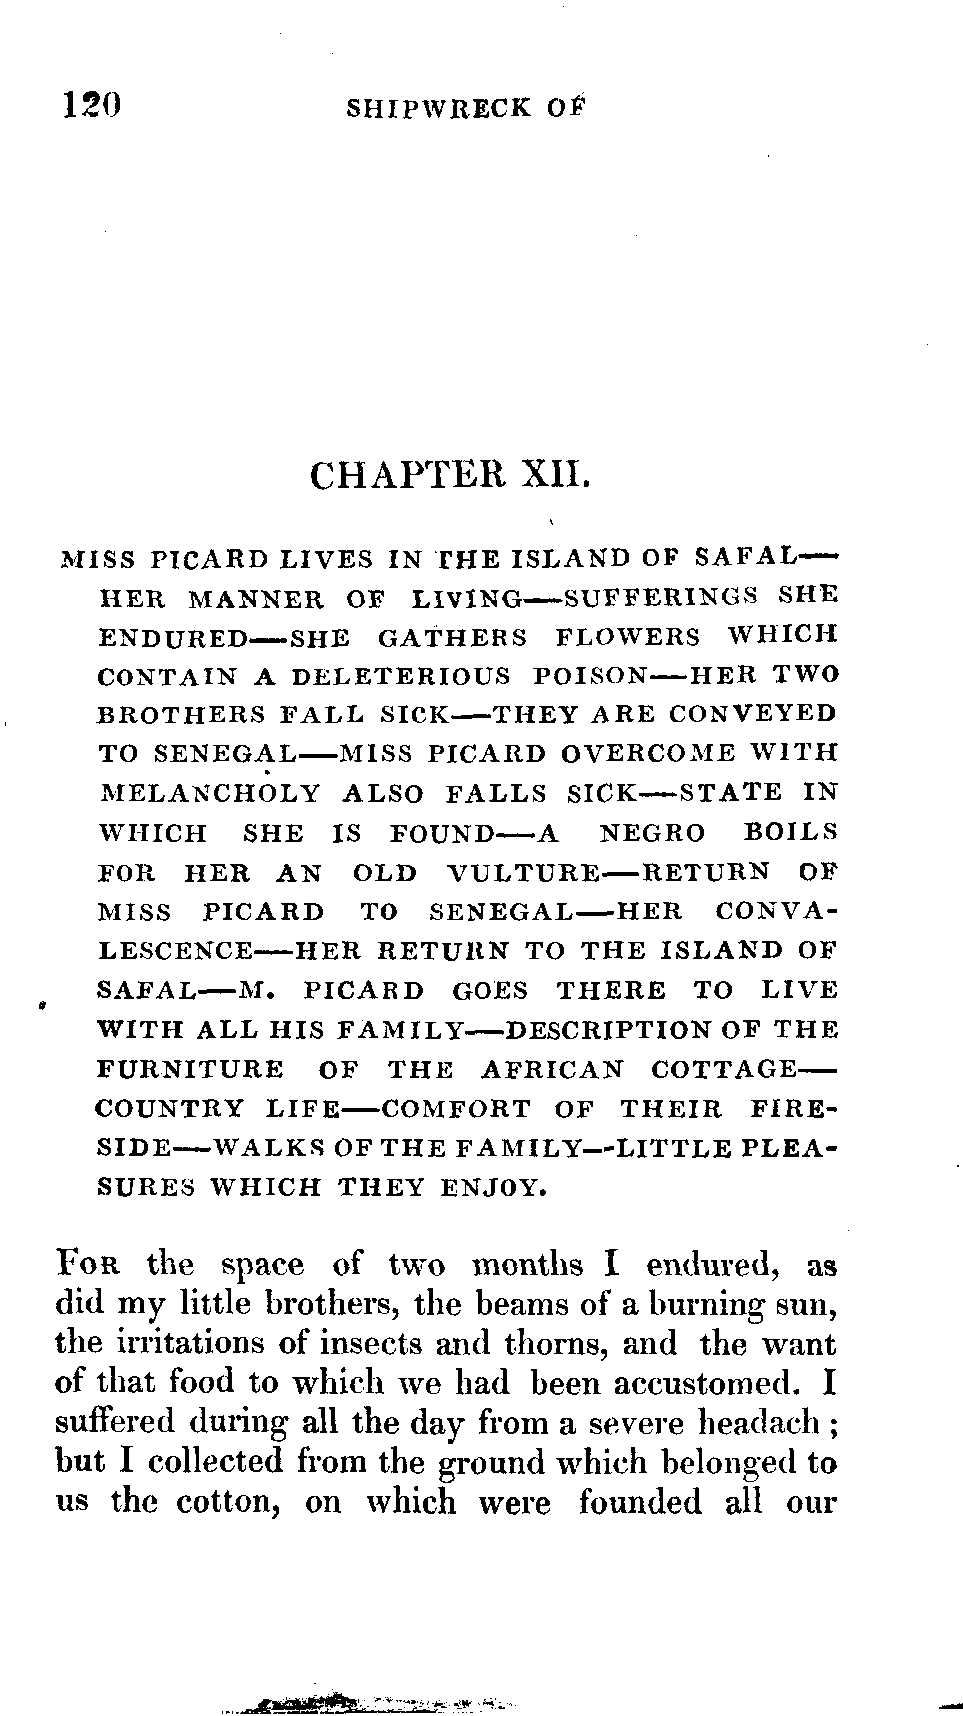 120 SHIPWRECK OF
CHAPTER XII.
MISS PICARD LIVES IN THE ISLAND OF SAFAL—
HER MANNER OF LIVING—SUFFERINGS SHE
ENDURED—SHE GATHERS FLOWERS WHICH
CONTAIN A DELETERIOUS POISON—HER TWO
BROTHERS FALL SICK—THEY ARE CONVEYED
TO SENEGAL—MISS PICARD OVERCOME WITH
MELANCHOLY ALSO FALLS SICK—STATE IN
WHICH SHE IS FOUND—A NEGRO BOILS
FOR HER AN OLD VULTURE—RETURN OF
MISS PICARD TO SENEGAL—HER CONVA-
LESCENCE—HER RETURN TO THE ISLAND OF
SAFAL—M. PICARD GOES THERE TO LIVE
WITH ALL HIS FAMILY—DESCRIPTION OF THE
FURNITURE OF THE AFRICAN COTTAGE—
COUNTRY LIFE—COMFORT OF THEIR FIRE-
SIDE—WALKS OF THE FAMILY—LITTLE PLEA-
SURES WHICH THEY ENJOY.
FOR the space of two months I endured, as
did my little brothers, the beams of a burning sun,
the irritations of insects and thorns, and the want
of that food to which we had been accustomed. I
suffered during all the day from a severe headach ;
but I collected from the ground which belonged to
us the cotton, on which were founded all our